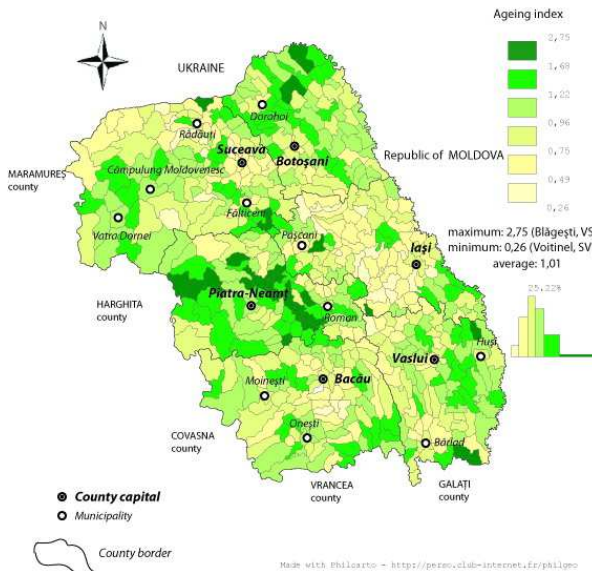 Ageing index
2,75
1,68
1,22
0,96
0,75
0,49
0,26
N
UKRAINE
Dorohoi
Rădăuți
Suceava
Botoșani
Republic of MOLDOVA
MARAMUREȘ
county
Câmpulung Moldovenesc
Fălticeni
Vatra Dornei
Pașcani
Iași
maximum: 2,75 (Blăgești, VS
minimum: 0,26 (Voitinel, SV
average: 1,01
25.22%
HARGHITA
county
Piatra-Neamț
Roman
Huși
Vaslui
Moinești
Bacău
COVASNA
county
Onești
Bârlad
VRANCEA
county
GALAȚI
county
County capital
Municipality
County border
Made with Philcarto - http://perso.club-internet.fr/philgeo